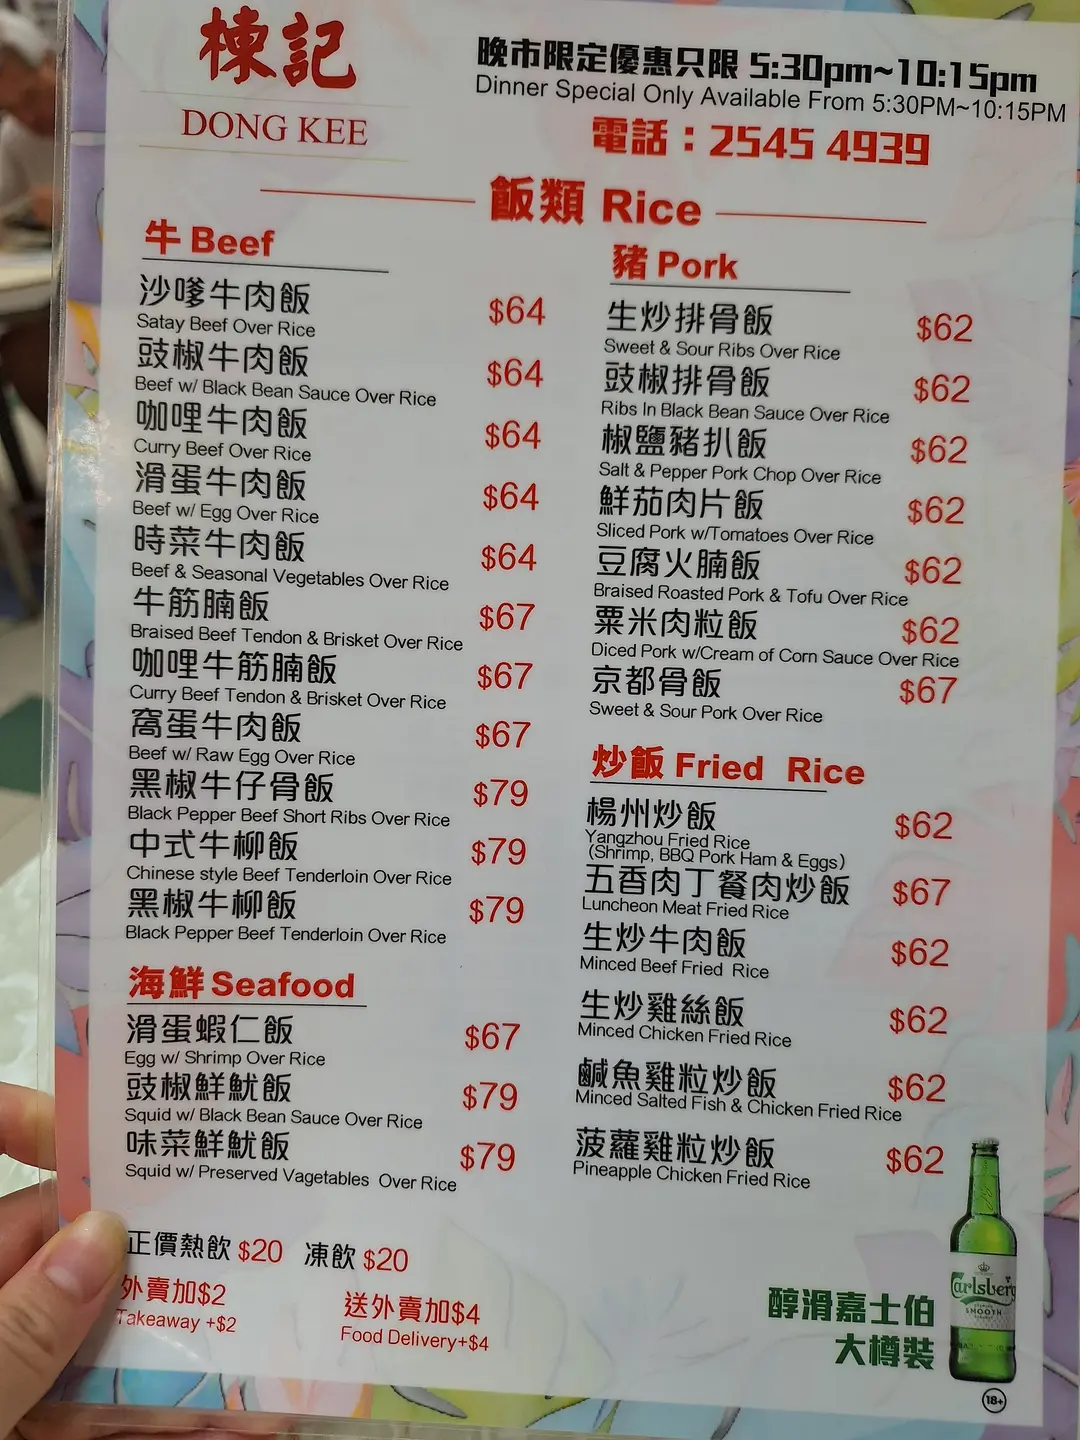 棟記
DONG KEE
晚市限定優惠只限 5:30pm~10:15pm
Dinner Special Only Available From 5:30PM~10:15PM
電話：2545 4939
飯類 Rice
牛 Beef
沙嗲牛肉飯 $64
Satay Beef Over Rice
豉椒牛肉飯 $64
Beef w/ Black Bean Sauce Over Rice
咖哩牛肉飯 $64
Curry Beef Over Rice
滑蛋牛肉飯 $64
Beef w/ Egg Over Rice
時菜牛肉飯 $64
Beef & Seasonal Vegetables Over Rice
牛筋腩飯 $67
Braised Beef Tendon & Brisket Over Rice
咖哩牛筋腩飯 $67
Curry Beef Tendon & Brisket Over Rice
窩蛋牛肉飯 $67
Beef w/ Raw Egg Over Rice
黑椒牛仔骨飯 $79
Black Pepper Beef Short Ribs Over Rice
中式牛柳飯 $79
Chinese style Beef Tenderloin Over Rice
黑椒牛柳飯 $79
Black Pepper Beef Tenderloin Over Rice
海鮮 Seafood
滑蛋蝦仁飯 $67
Egg w/ Shrimp Over Rice
豉椒鮮魷飯 $79
Squid w/ Black Bean Sauce Over Rice
味菜鮮魷飯 $79
Squid w/ Preserved Vagetables Over Rice
豬 Pork
生炒排骨飯 $62
Sweet & Sour Ribs Over Rice
豉椒排骨飯 $62
Ribs In Black Bean Sauce Over Rice
椒鹽豬扒飯 $62
Salt & Pepper Pork Chop Over Rice
鮮茄肉片飯 $62
Sliced Pork w/Tomatoes Over Rice
豆腐火腩飯 $62
Braised Roasted Pork & Tofu Over Rice
粟米肉粒飯 $62
Diced Pork w/Cream of Corn Sauce Over Rice
京都骨飯 $67
Sweet & Sour Pork Over Rice
炒飯 Fried Rice
楊州炒飯 $62
Yangzhou Fried Rice
(Shrimp, BBQ Pork Ham & Eggs)
五香肉丁餐肉炒飯 $67
Luncheon Meat Fried Rice
生炒牛肉飯 $62
Minced Beef Fried Rice
生炒雞絲飯 $62
Minced Chicken Fried Rice
鹹魚雞粒炒飯 $62
Minced Salted Fish & Chicken Fried Rice
菠蘿雞粒炒飯 $62
Pineapple Chicken Fried Rice
正價熱飲 $20 凍飲 $20
外賣加$2
Takeaway +$2
送外賣加$4
Food Delivery+$4
醇滑嘉士伯
大樽裝
Carlsberg
SMOOTH
18+